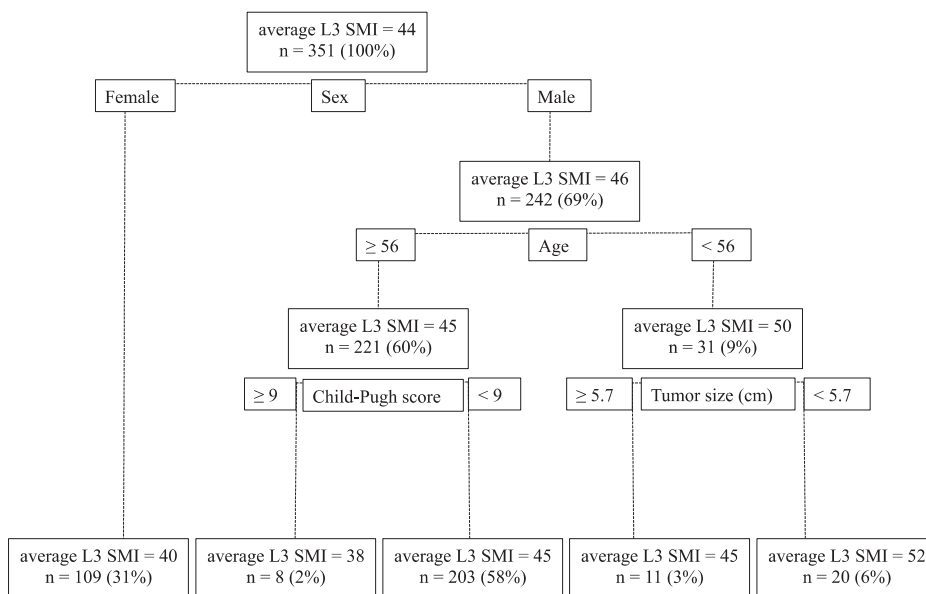 average L3 SMI = 44
n = 351 (100%)
Female
Sex
Male
average L3 SMI = 46
n = 242 (69%)
≥ 56
Age
< 56
average L3 SMI = 45
n = 221 (60%)
average L3 SMI = 50
n = 31 (9%)
≥ 9
Child-Pugh score
< 9
≥ 5.7
Tumor size (cm)
< 5.7
average L3 SMI = 40
n = 109 (31%)
average L3 SMI = 38
n = 8 (2%)
average L3 SMI = 45
n = 203 (58%)
average L3 SMI = 45
n = 11 (3%)
average L3 SMI = 52
n = 20 (6%)